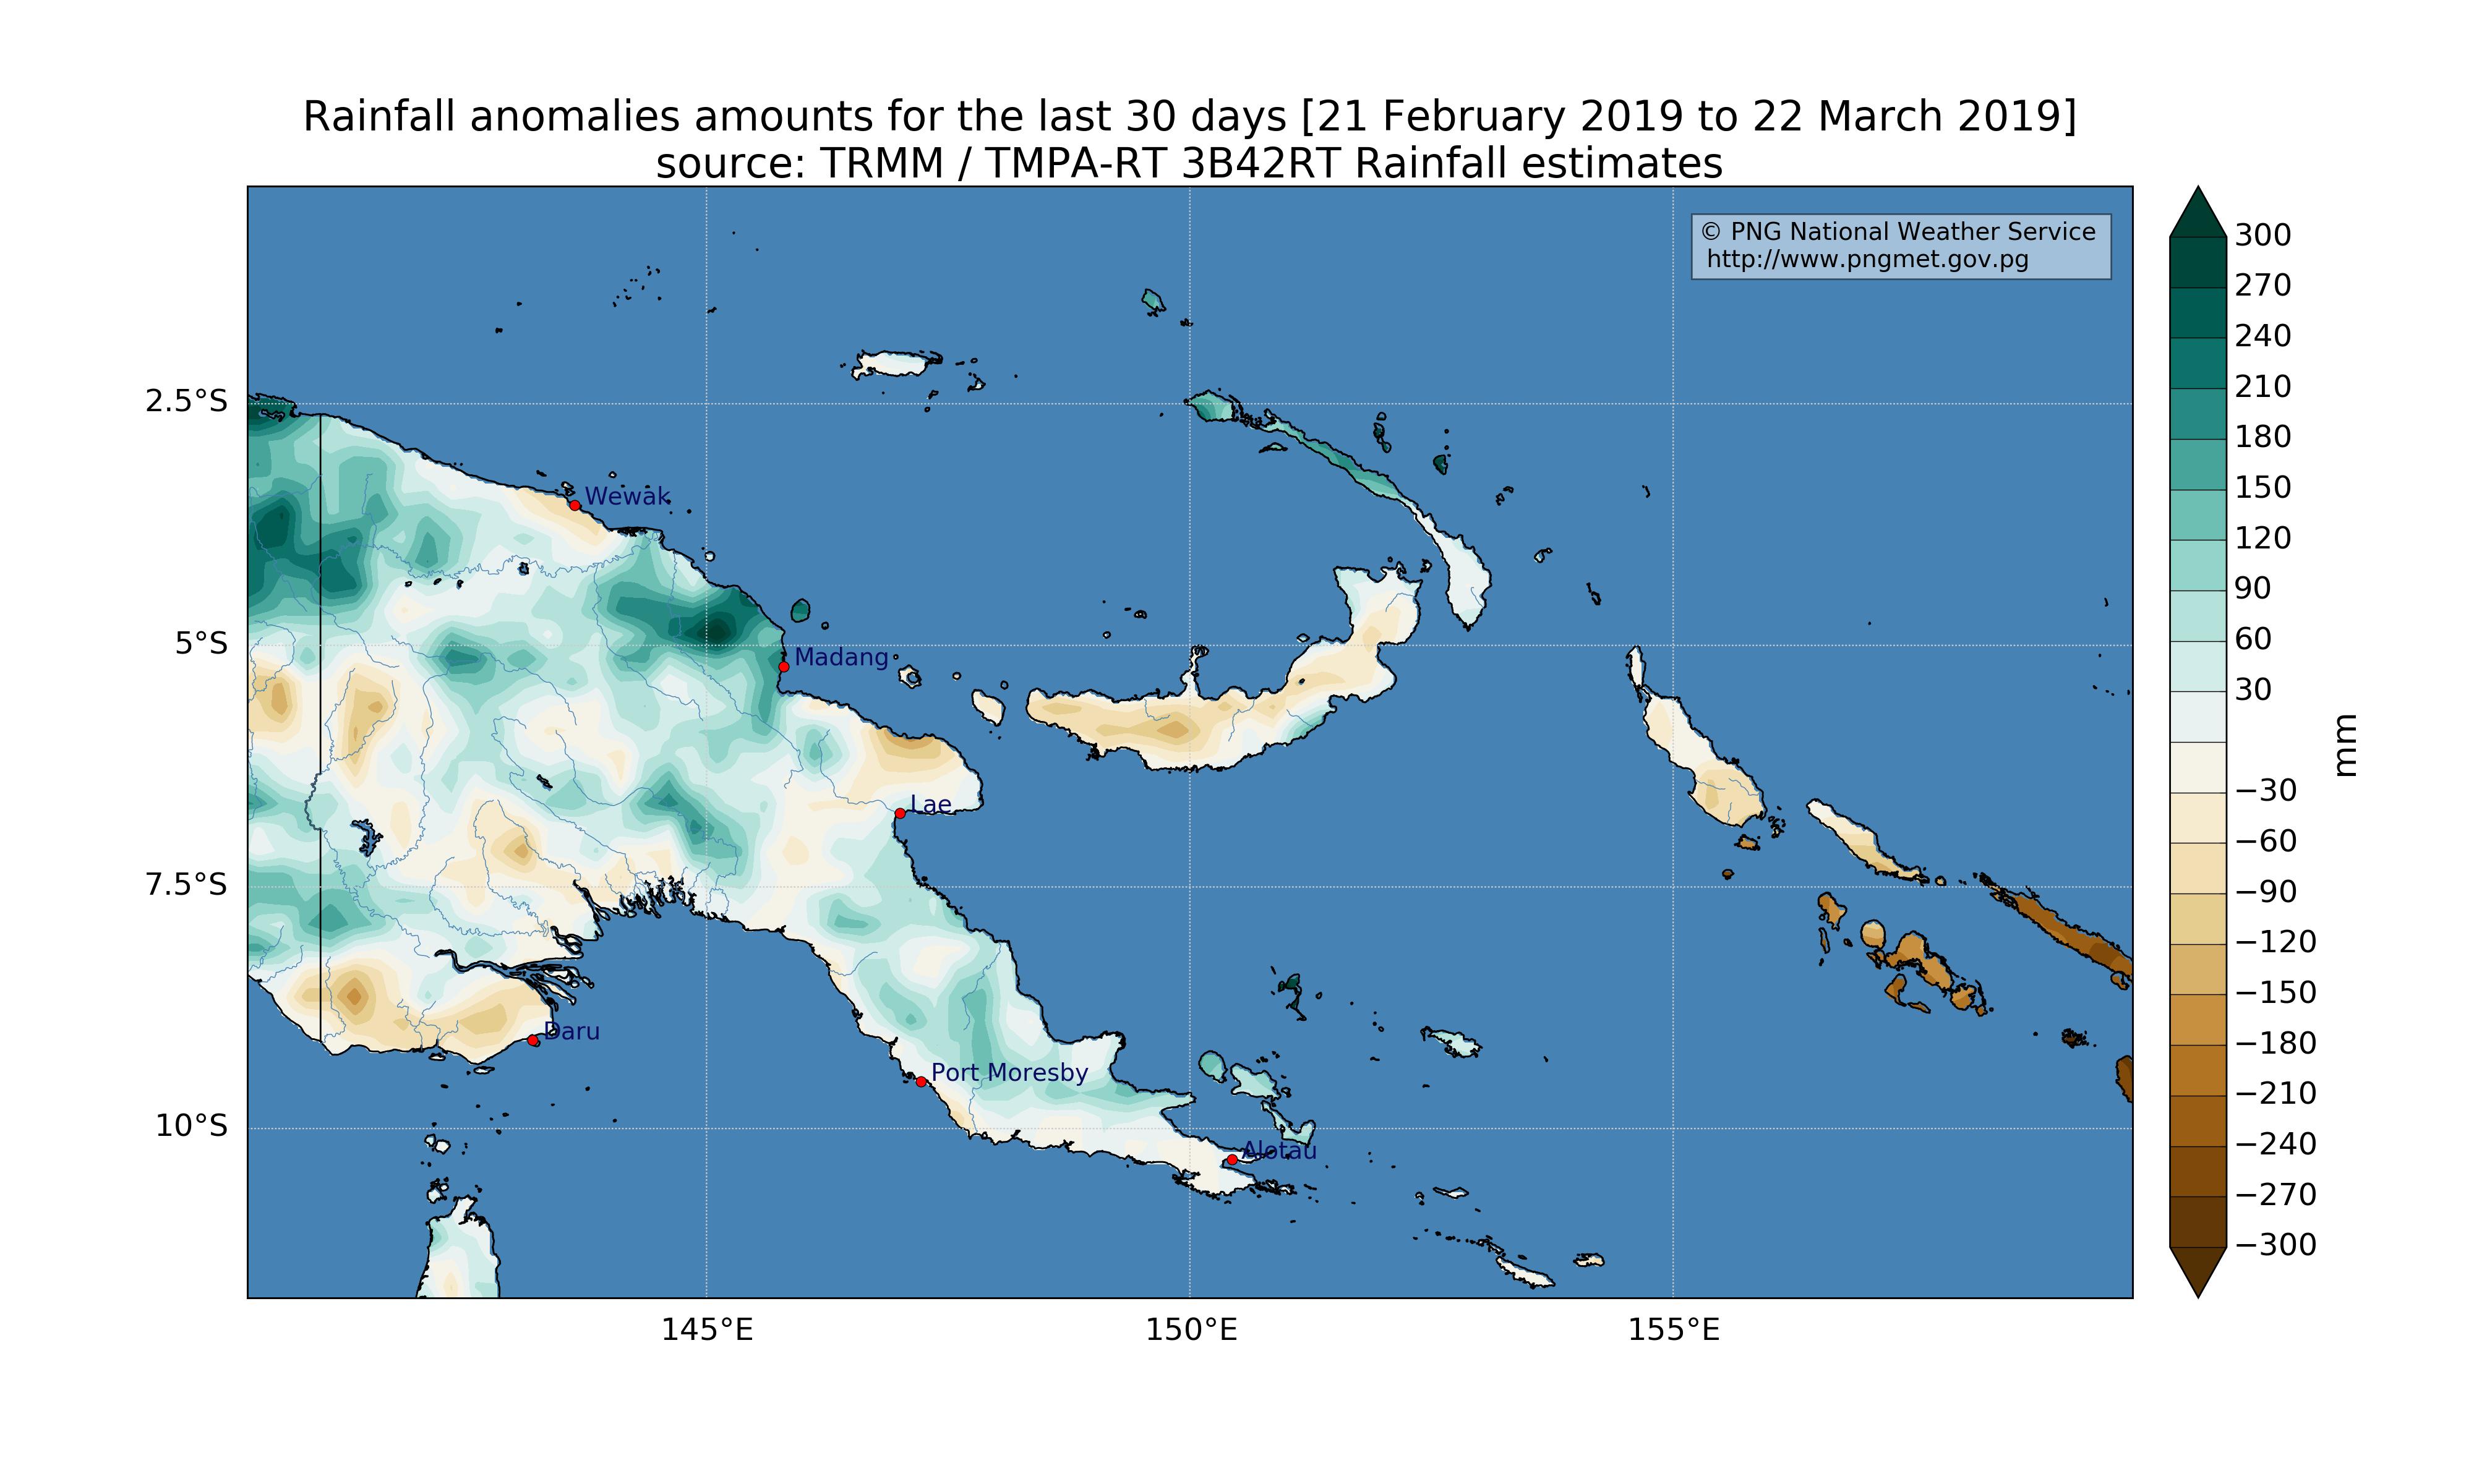 Rainfall anomalies amounts for the last 30 days [21 February 2019 to 22 March 2019]
source: TRMM / TMPA-RT 3B42RT Rainfall estimates
© PNG National Weather Service
http://www.pngmet.gov.pg
2.5°S
5°S
7.5°S
10°S
145°E
150°E
155°E
Wewak
Madang
Lae
Daru
Port Moresby
Alotau
300
270
240
210
180
150
120
90
60
30
−30
−60
−90
−120
−150
−180
−210
−240
−270
−300
mm